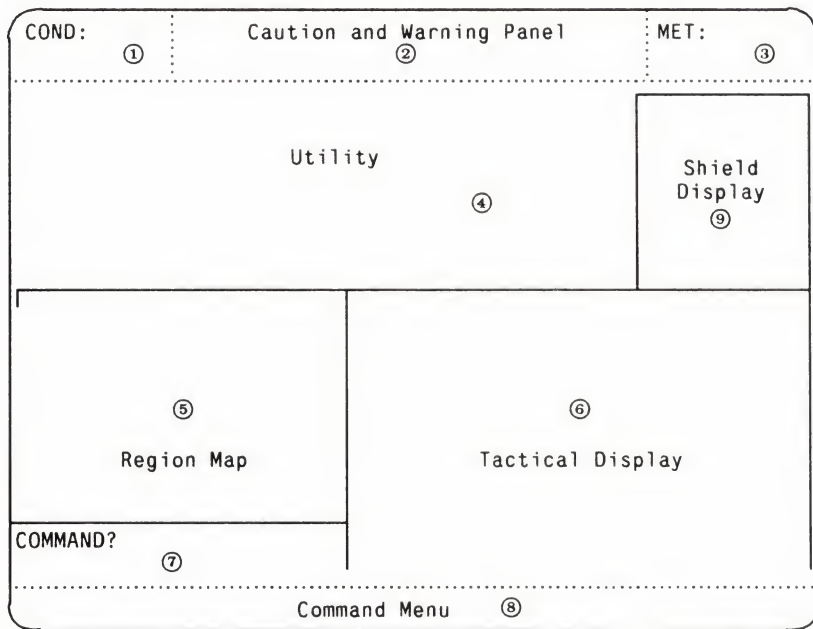 COND: Caution and Warning Panel MET:
① ② ③
Utility
④
Shield
Display
⑨
⑤
Region Map
⑥
Tactical Display
COMMAND?
⑦
Command Menu ⑧